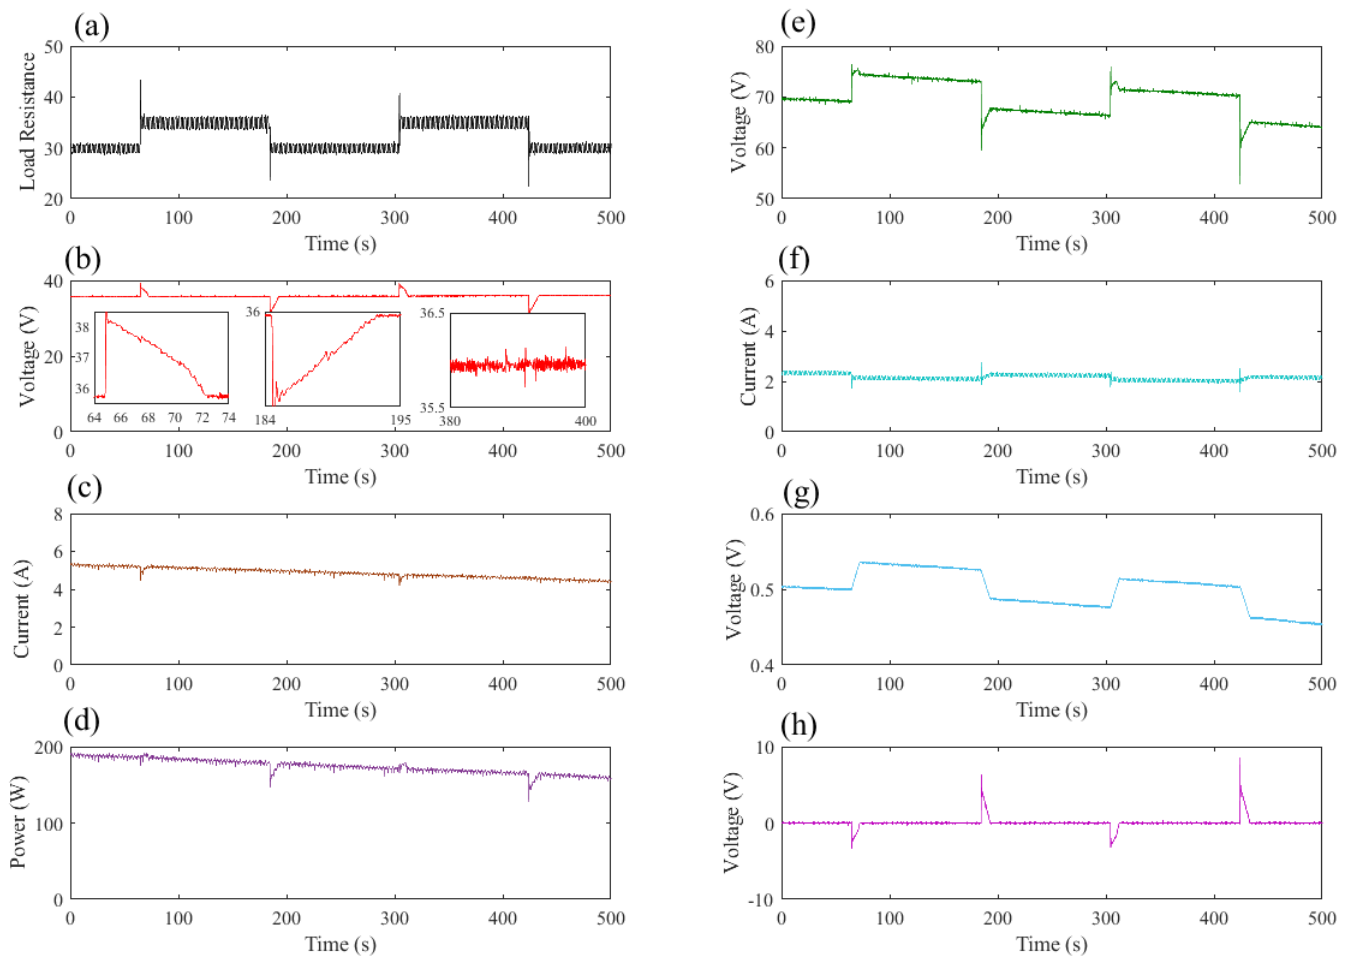 (a)
50
40
30
20
Load Resistance
0 100 200 300 400 500
Time (s)
(b)
40
20
0
Voltage (V)
38
37
36
64 66 68 70 72 74
36
184 195
36.5
35.5
380 400
0 100 200 300 400 500
Time (s)
(c)
8
6
4
2
0
Current (A)
0 100 200 300 400 500
Time (s)
(d)
200
100
0
Power (W)
0 100 200 300 400 500
Time (s)
(e)
80
70
60
50
Voltage (V)
0 100 200 300 400 500
Time (s)
(f)
6
4
2
0
Current (A)
0 100 200 300 400 500
Time (s)
(g)
0.6
0.5
0.4
Voltage (V)
0 100 200 300 400 500
Time (s)
(h)
10
0
-10
Voltage (V)
0 100 200 300 400 500
Time (s)